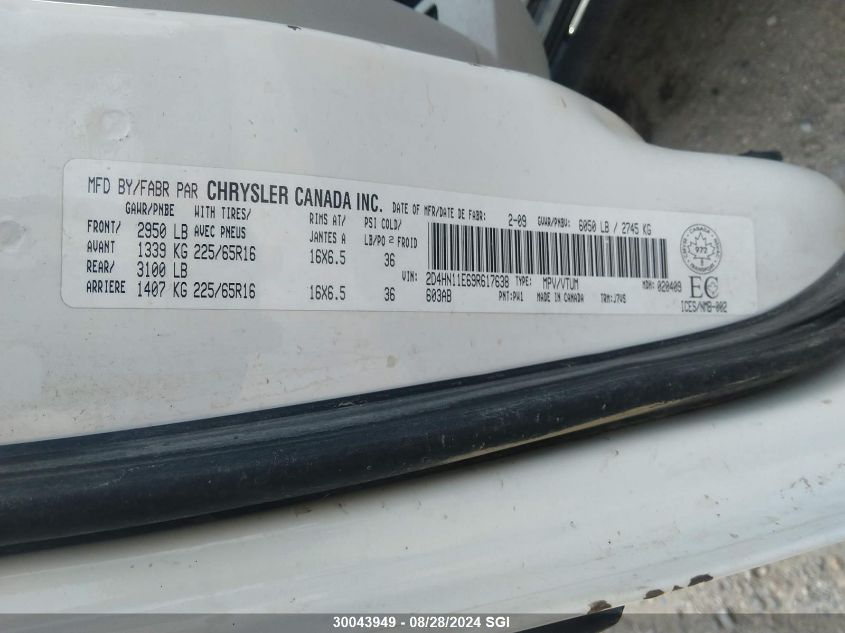 MFD BY/FABR PAR CHRYSLER CANADA INC. DATE OF MFR/DATE DE FABR: 2-09 GVWR/PNBV: 6050 LB / 2745 KG
GAWR/PNBE WITH TIRES/ RIMS AT/ PSI COLD/
FRONT/ 2950 LB AVEC PNEUS JANTES A LB/PO² FROID
AVANT 1339 KG 225/65R16 16X6.5 36
REAR/ 3100 LB
ARRIERE 1407 KG 225/65R16 16X6.5 36
VIN: 2D4HN11E69R617638 TYPE: MPV/VTUM MDH: 020409
603AB PNT: PW1 MADE IN CANADA TRM: J7V5
CANADA
972
TRANSPORT
EC
ICES/NMB-002
30043949 - 08/28/2024 SGI